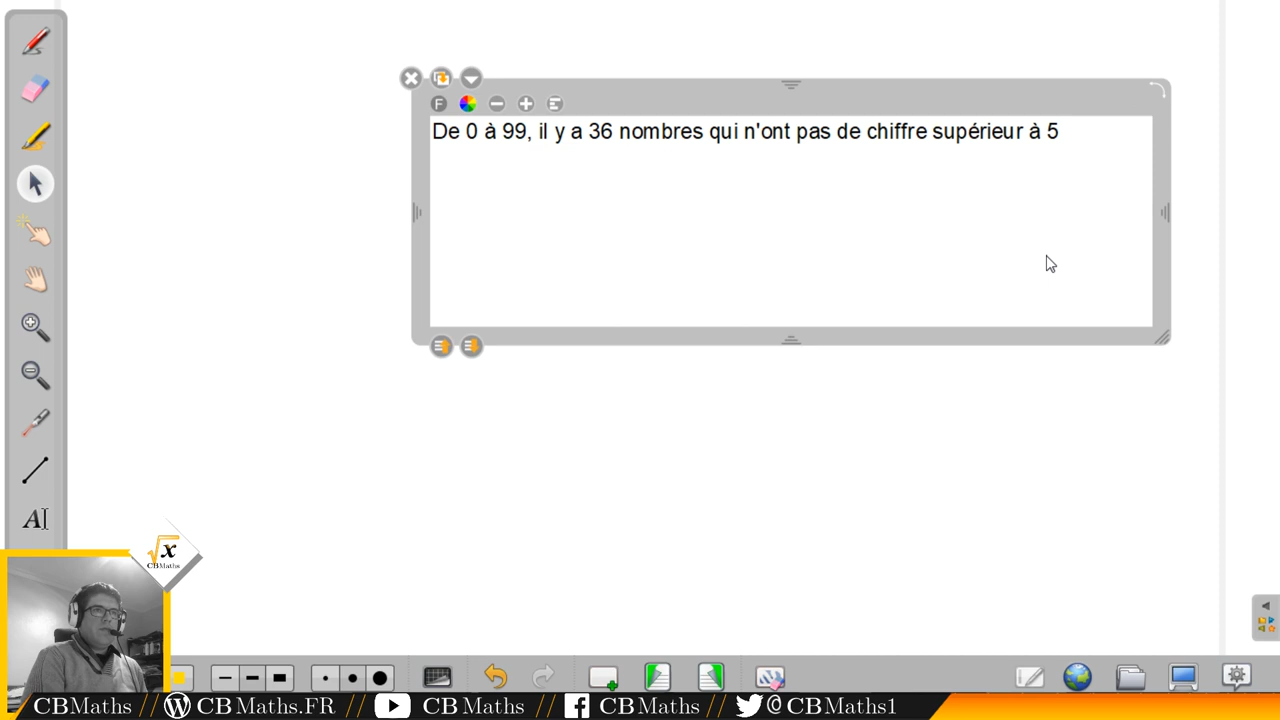 F
De 0 à 99, il y a 36 nombres qui n'ont pas de chiffre supérieur à 5
A
√x
CBMaths
CBMaths // CBMaths.FR // CBMaths // CBMaths // @CBMaths1